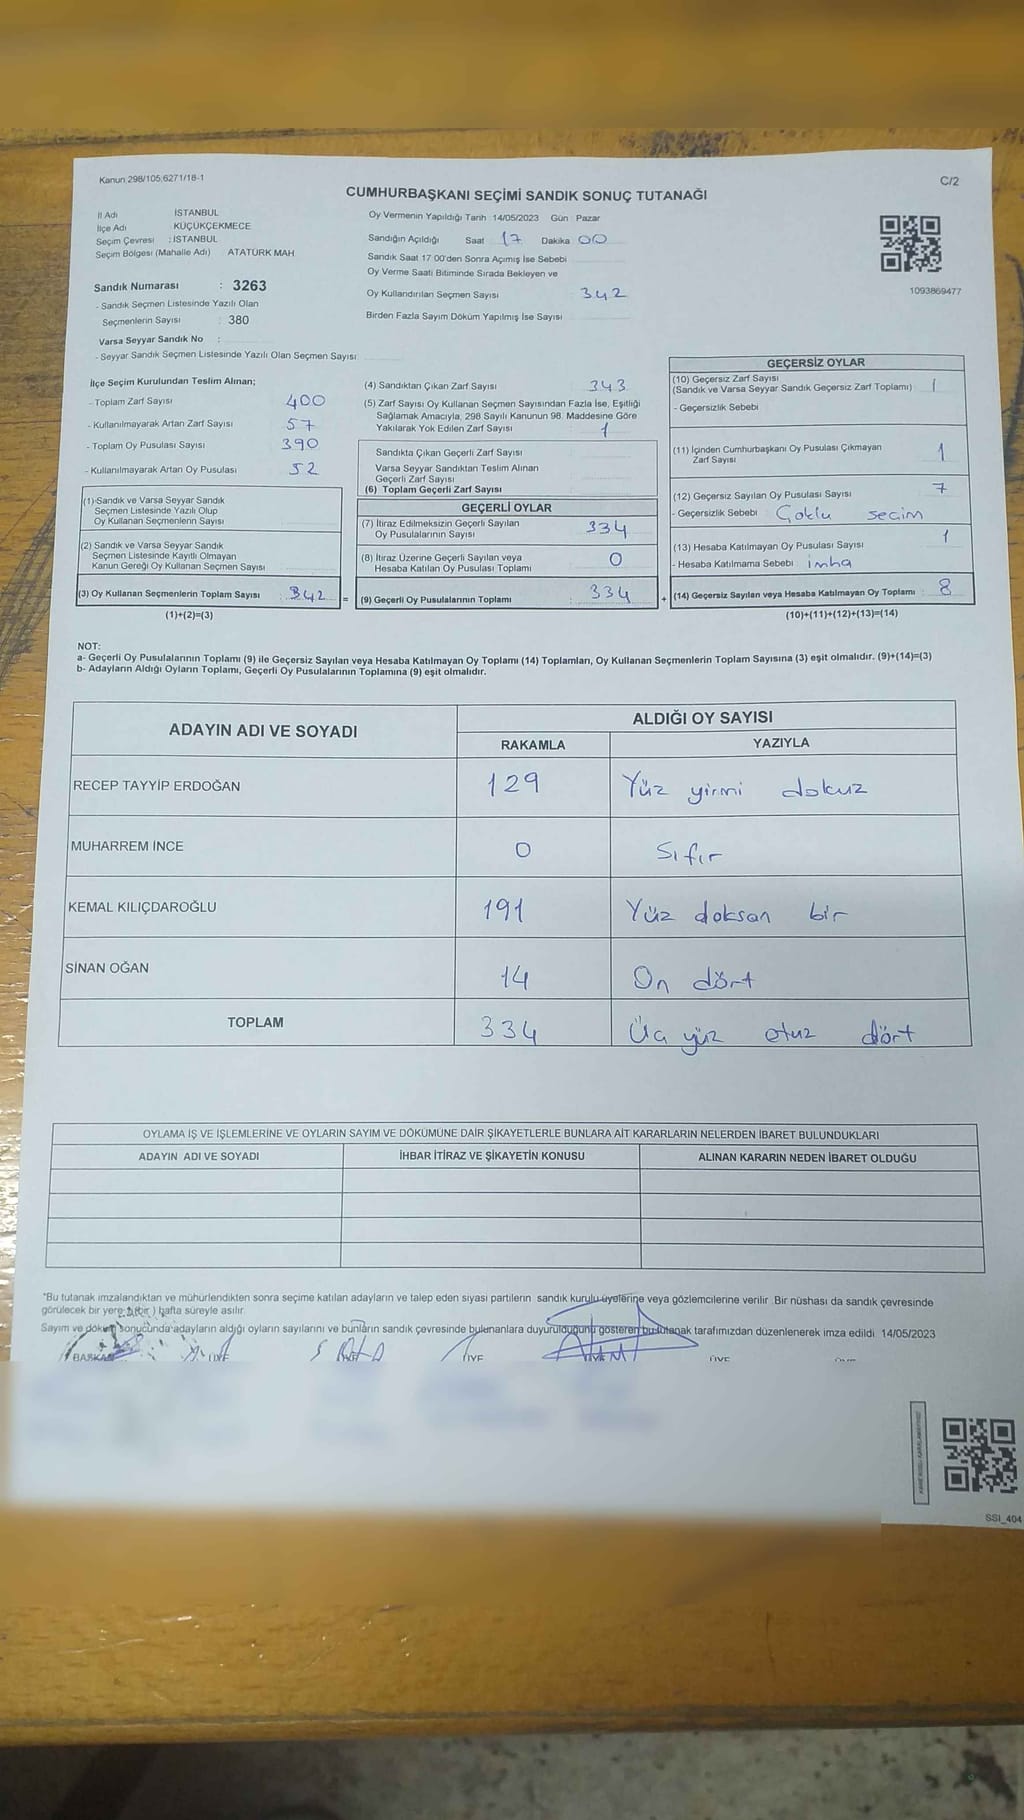 Kanun:298/105;6271/18-1
C/2
CUMHURBAŞKANI SEÇİMİ SANDIK SONUÇ TUTANAĞI
İl Adı İSTANBUL
İlçe Adı KÜÇÜKÇEKMECE
Seçim Çevresi : İSTANBUL
Seçim Bölgesi (Mahalle Adı) ATATÜRK MAH
Sandık Numarası : 3263
- Sandık Seçmen Listesinde Yazılı Olan
Seçmenlerin Sayısı : 380
Varsa Seyyar Sandık No :
- Seyyar Sandık Seçmen Listesinde Yazılı Olan Seçmen Sayısı
Oy Vermenin Yapıldığı Tarih 14/05/2023 Gün Pazar
Sandığın Açıldığı Saat 17 Dakika 00
Sandık Saat 17 00'den Sonra Açımış İse Sebebi
Oy Verme Saati Bitiminde Sırada Bekleyen ve
Oy Kullandırılan Seçmen Sayısı 342
Birden Fazla Sayım Döküm Yapılmış İse Sayısı
1093869477
İlçe Seçim Kurulundan Teslim Alınan;
- Toplam Zarf Sayısı 400
- Kullanılmayarak Artan Zarf Sayısı 57
- Toplam Oy Pusulası Sayısı 390
- Kullanılmayarak Artan Oy Pusulası 52
(1)-Sandık ve Varsa Seyyar Sandık
Seçmen Listesinde Yazılı Olup
Oy Kullanan Seçmenlerin Sayısı
(2) Sandık ve Varsa Seyyar Sandık
Seçmen Listesinde Kayıtlı Olmayan
Kanun Gereği Oy Kullanan Seçmen Sayısı
(3) Oy Kullanan Seçmenlerin Toplam Sayısı 342 =
(1)+(2)=(3)
(4) Sandıktan Çıkan Zarf Sayısı 343
(5) Zarf Sayısı Oy Kullanan Seçmen Sayısından Fazla İse, Eşitliği
Sağlamak Amacıyla, 298 Sayılı Kanunun 98. Maddesine Göre
Yakılarak Yok Edilen Zarf Sayısı 1
Sandıkta Çıkan Geçerli Zarf Sayısı
Varsa Seyyar Sandıktan Teslim Alınan
Geçerli Zarf Sayısı
(6) Toplam Geçerli Zarf Sayısı
GEÇERLİ OYLAR
(7) İtiraz Edilmeksizin Geçerli Sayılan
Oy Pusulalarının Sayısı 334
(8) İtiraz Üzerine Geçerli Sayılan veya
Hesaba Katılan Oy Pusulası Toplamı 0
(9) Geçerli Oy Pusulalarının Toplamı 334 +
GEÇERSİZ OYLAR
(10) Geçersiz Zarf Sayısı
(Sandık ve Varsa Seyyar Sandık Geçersiz Zarf Toplamı) 1
- Geçersizlik Sebebi
(11) İçinden Cumhurbaşkanı Oy Pusulası Çıkmayan
Zarf Sayısı 1
(12) Geçersiz Sayılan Oy Pusulası Sayısı 7
- Geçersizlik Sebebi Çoklu secim
(13) Hesaba Katılmayan Oy Pusulası Sayısı 1
- Hesaba Katılmama Sebebi imha
(14) Geçersiz Sayılan veya Hesaba Katılmayan Oy Toplamı 8
(10)+(11)+(12)+(13)=(14)
NOT:
a- Geçerli Oy Pusulalarının Toplamı (9) ile Geçersiz Sayılan veya Hesaba Katılmayan Oy Toplamı (14) Toplamları, Oy Kullanan Seçmenlerin Toplam Sayısına (3) eşit olmalıdır. (9)+(14)=(3)
b- Adayların Aldığı Oyların Toplamı, Geçerli Oy Pusulalarının Toplamına (9) eşit olmalıdır.
ADAYIN ADI VE SOYADI ALDIĞI OY SAYISI
RAKAMLA YAZIYLA
RECEP TAYYİP ERDOĞAN 129 Yüz yirmi dokuz
MUHARREM İNCE 0 Sıfır
KEMAL KILIÇDAROĞLU 191 Yüz doksan bir
SİNAN OĞAN 14 On dört
TOPLAM 334 Üç yüz otuz dört
OYLAMA İŞ VE İŞLEMLERİNE VE OYLARIN SAYIM VE DÖKÜMÜNE DAİR ŞİKAYETLERLE BUNLARA AİT KARARLARIN NELERDEN İBARET BULUNDUKLARI
ADAYIN ADI VE SOYADI İHBAR İTİRAZ VE ŞİKAYETİN KONUSU ALINAN KARARIN NEDEN İBARET OLDUĞU
*Bu tutanak imzalandıktan ve mühürlendikten sonra seçime katılan adayların ve talep eden siyasi partilerin sandık kurulu üyelerine veya gözlemcilerine verilir. Bir nüshası da sandık çevresinde
görülecek bir yere (bir) hafta süreyle asılır.
Sayım ve döküm sonucunda adayların aldığı oyların sayılarını ve bunların sandık çevresinde bulunanlara duyurulduğunu gösteren bu tutanak tarafımızdan düzenlenerek imza edildi. 14/05/2023
BAŞKAN ÜYE ÜYE ÜYE
SSI_404